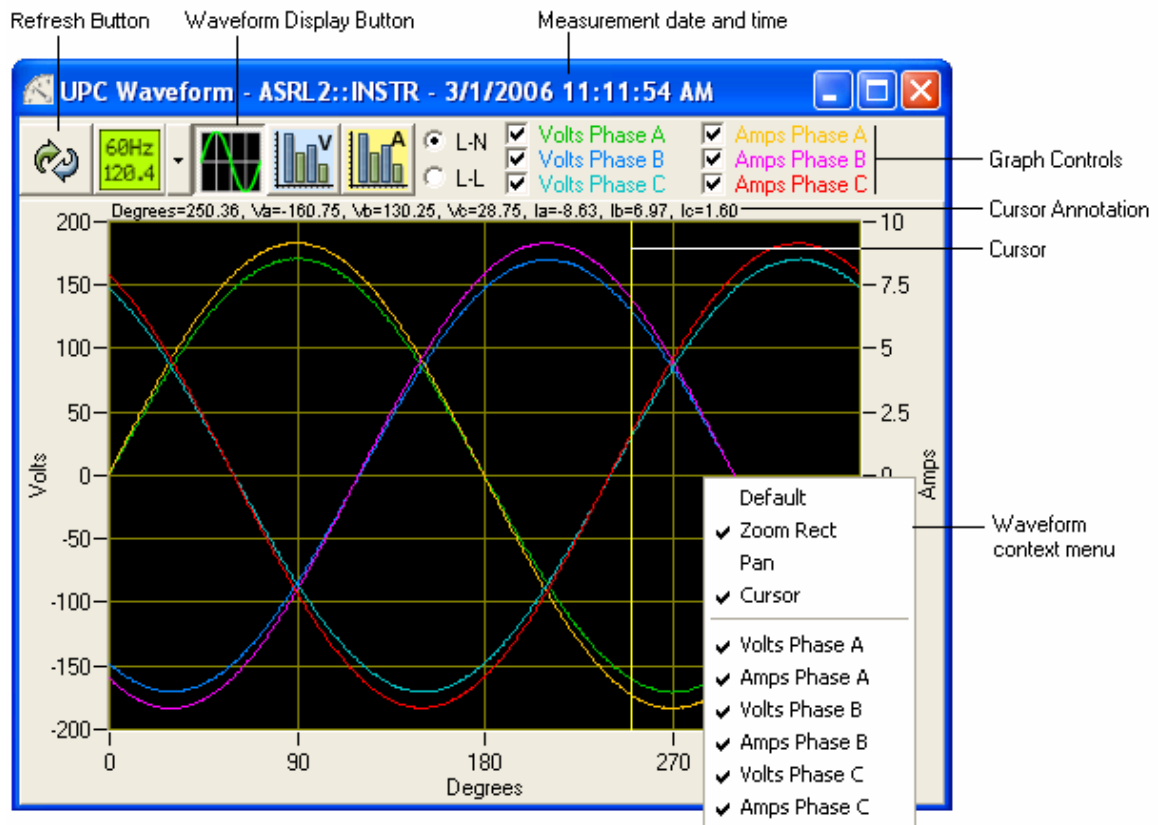 Refresh Button
Waveform Display Button
Measurement date and time
UPC Waveform - ASRL2::INSTR - 3/1/2006 11:11:54 AM
60Hz
120.4
V
A
L-N
L-L
Volts Phase A
Volts Phase B
Volts Phase C
Amps Phase A
Amps Phase B
Amps Phase C
Graph Controls
Degrees=250.36, Va=-160.75, Vb=130.25, Vc=28.75, Ia=-8.63, Ib=6.97, Ic=1.60
Cursor Annotation
Cursor
200
150
100
50
0
-50
-100
-150
-200
Volts
10
7.5
5
2.5
0
Amps
0
90
180
270
Degrees
Default
Zoom Rect
Pan
Cursor
Volts Phase A
Amps Phase A
Volts Phase B
Amps Phase B
Volts Phase C
Amps Phase C
Waveform
context menu